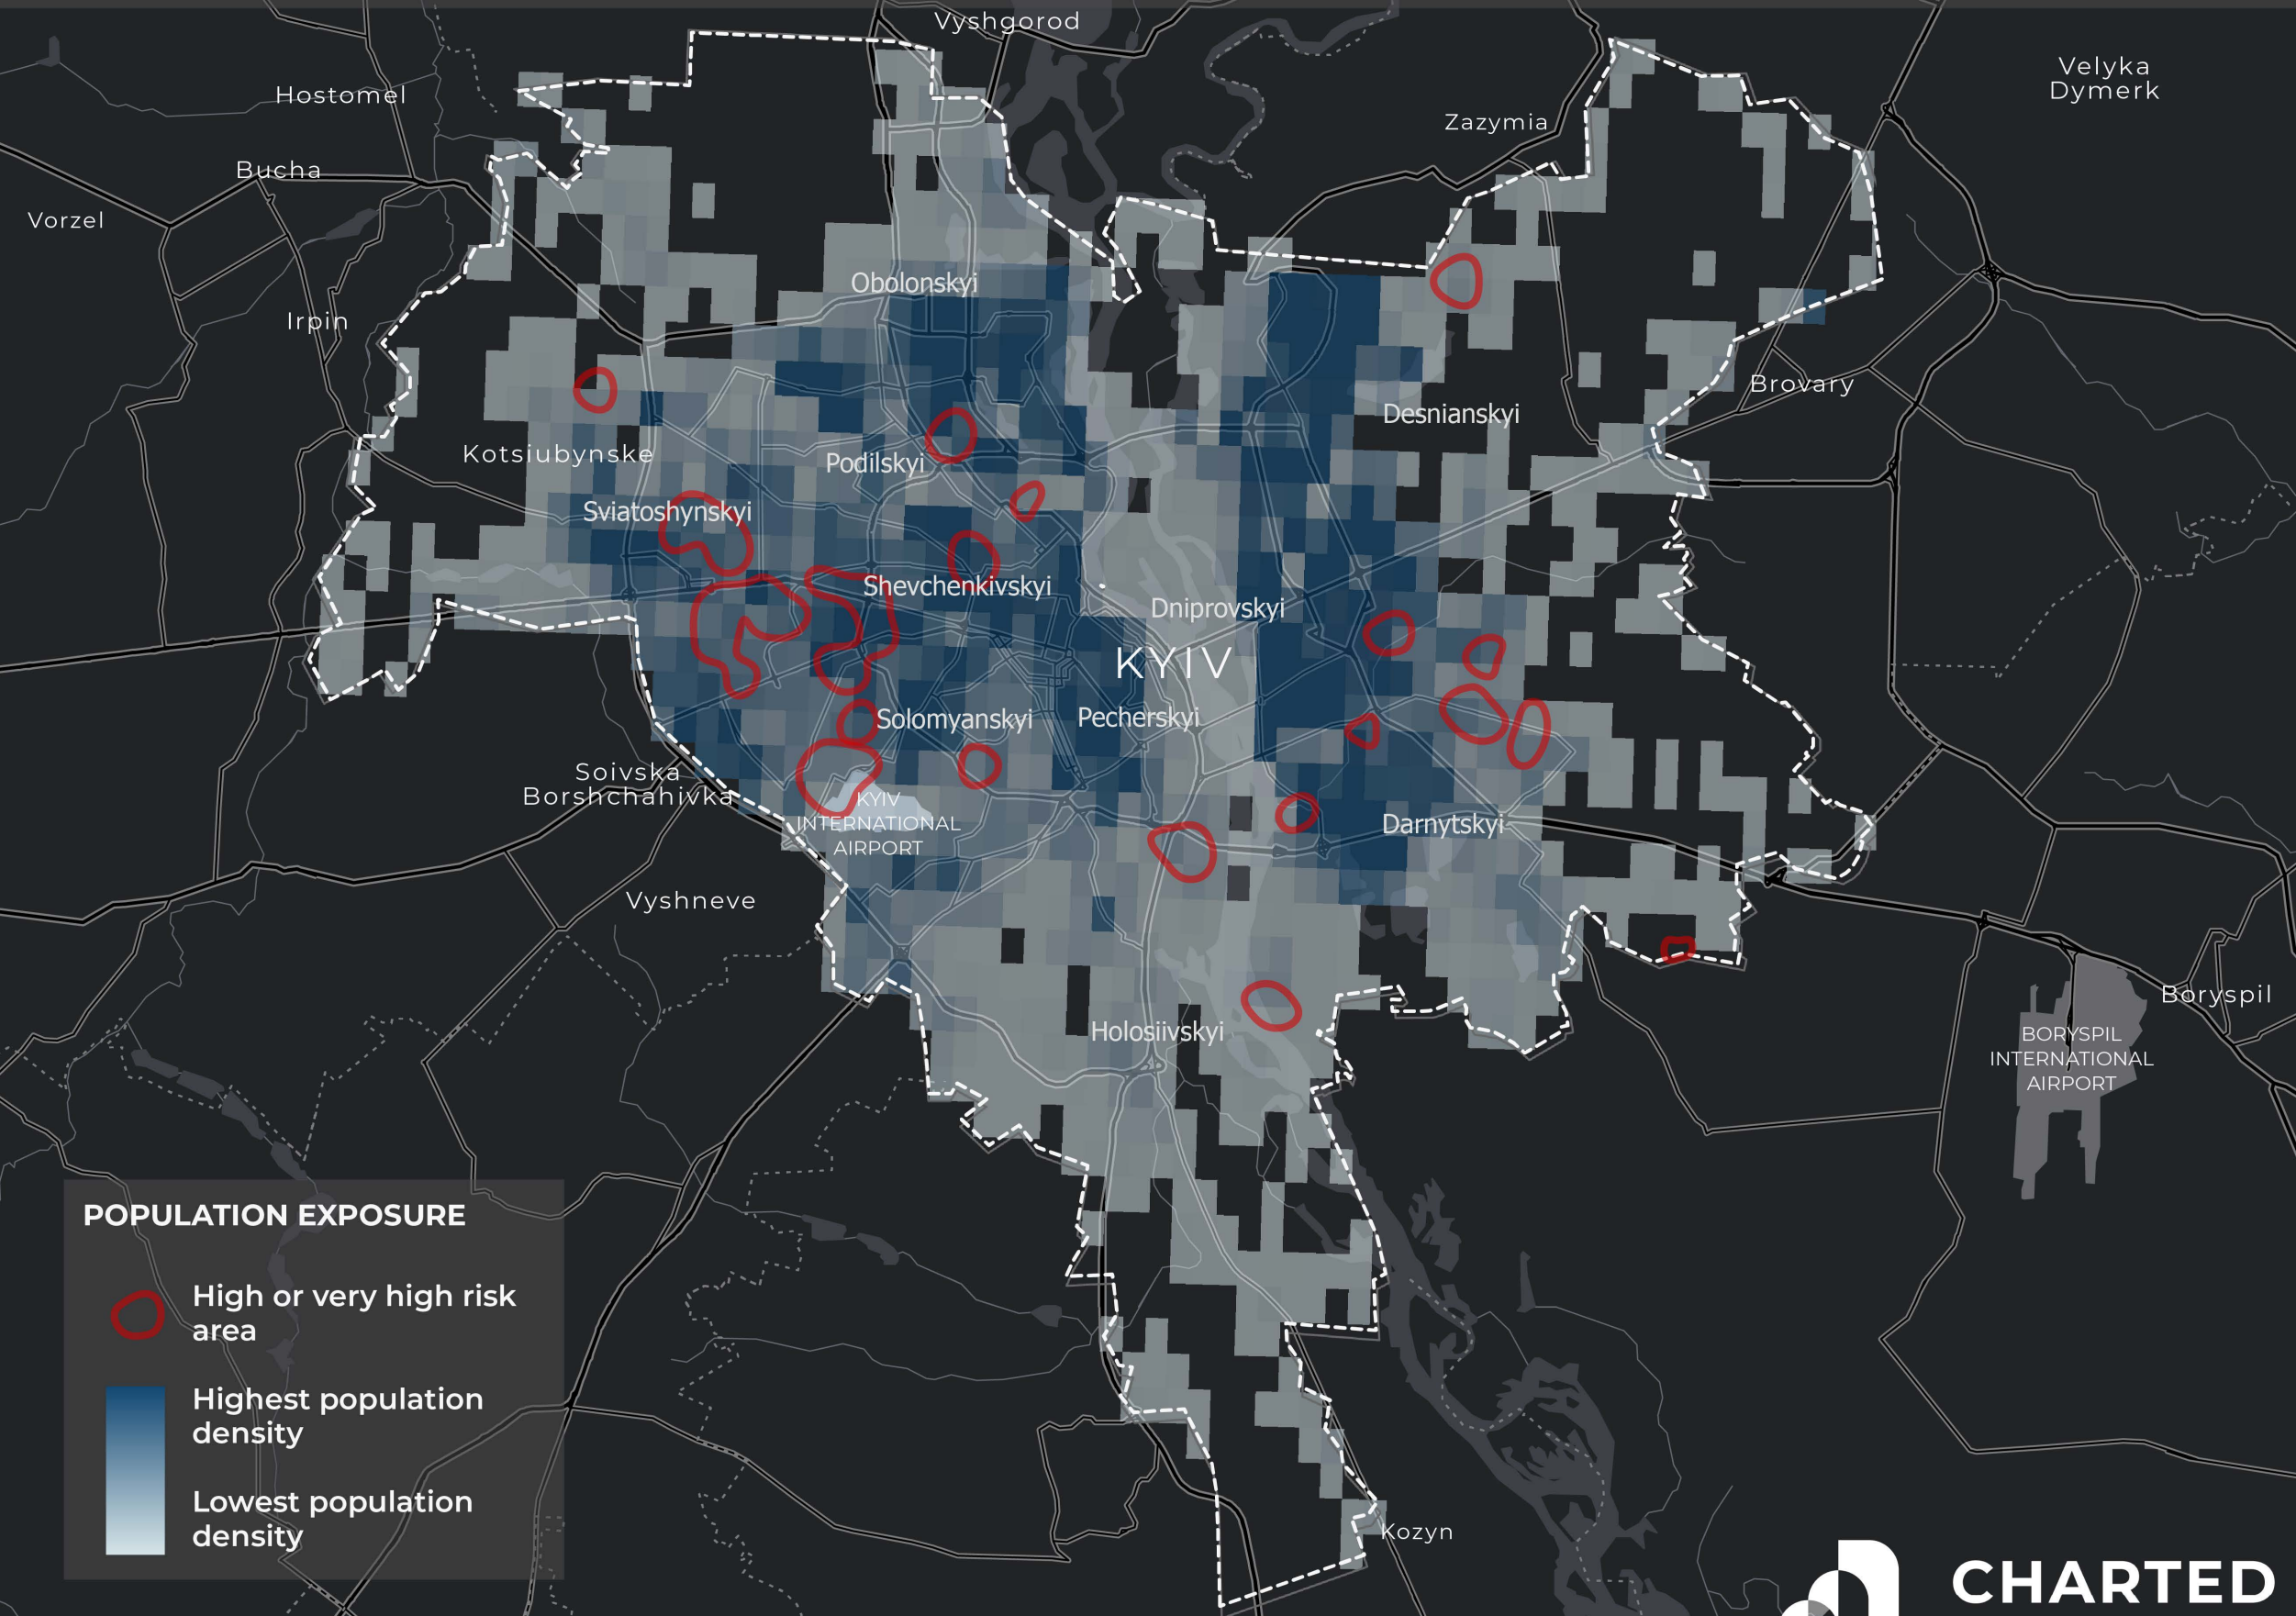 Vyshgorod
Velyka
Dymerk
Hostomel
Zazymia
Bucha
Vorzel
Obolonskyi
Irpin
Brovary
Desnianskyi
Kotsiubynske
Podilskyi
Sviatoshynskyi
Shevchenkivskyi
Dniprovskyi
KYIV
Solomyanskyi
Pecherskyi
Soivska
Borshchahivka
KYIV
INTERNATIONAL
AIRPORT
Darnytskyi
Vyshneve
Boryspil
Holosiivskyi
BORYSPIL
INTERNATIONAL
AIRPORT
POPULATION EXPOSURE
High or very high risk
area
Highest population
density
Lowest population
density
Kozyn
CHARTED